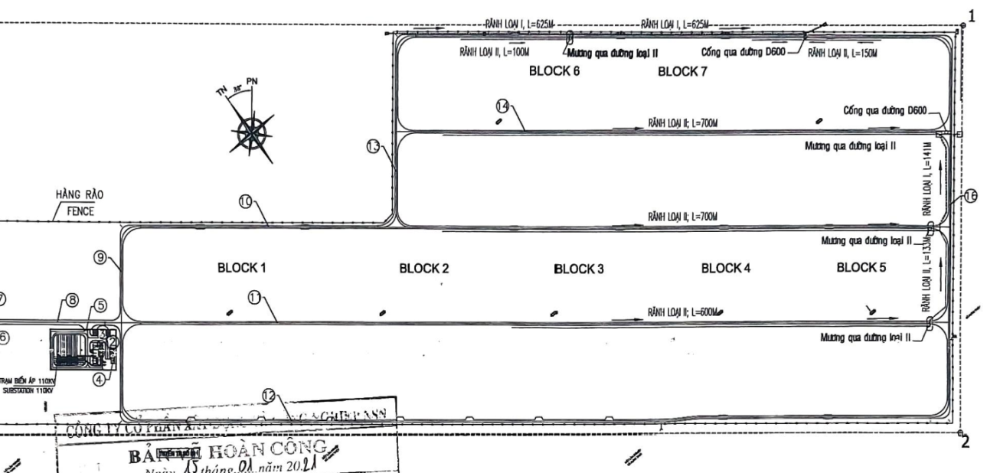 1
RÃNH LOẠI I, L=625M
RÃNH LOẠI I, L=625M
RÃNH LOẠI II, L=100M
Mương qua đường loại II
Cống qua đường D600
RÃNH LOẠI II, L=150M
BLOCK 6
BLOCK 7
TN
PN
14
RÃNH LOẠI II; L=700M
Cống qua đường D600
Mương qua đường loại II
13
RÃNH LOẠI I, L=141M
HÀNG RÀO
FENCE
10
16
RÃNH LOẠI II; L=700M
Mương qua đường loại II
RÃNH LOẠI II, L=133M
9
BLOCK 1
BLOCK 2
BLOCK 3
BLOCK 4
BLOCK 5
7
8
5
11
RÃNH LOẠI II; L=600M
6
3
2
Mương qua đường loại II
4
TRẠM BIẾN ÁP 110KV
SUBSTATION 110KV
12
CÔNG TY CỔ PHẦN
BẢN VẼ HOÀN CÔNG
Ngày 15 tháng 01 năm 2021
2